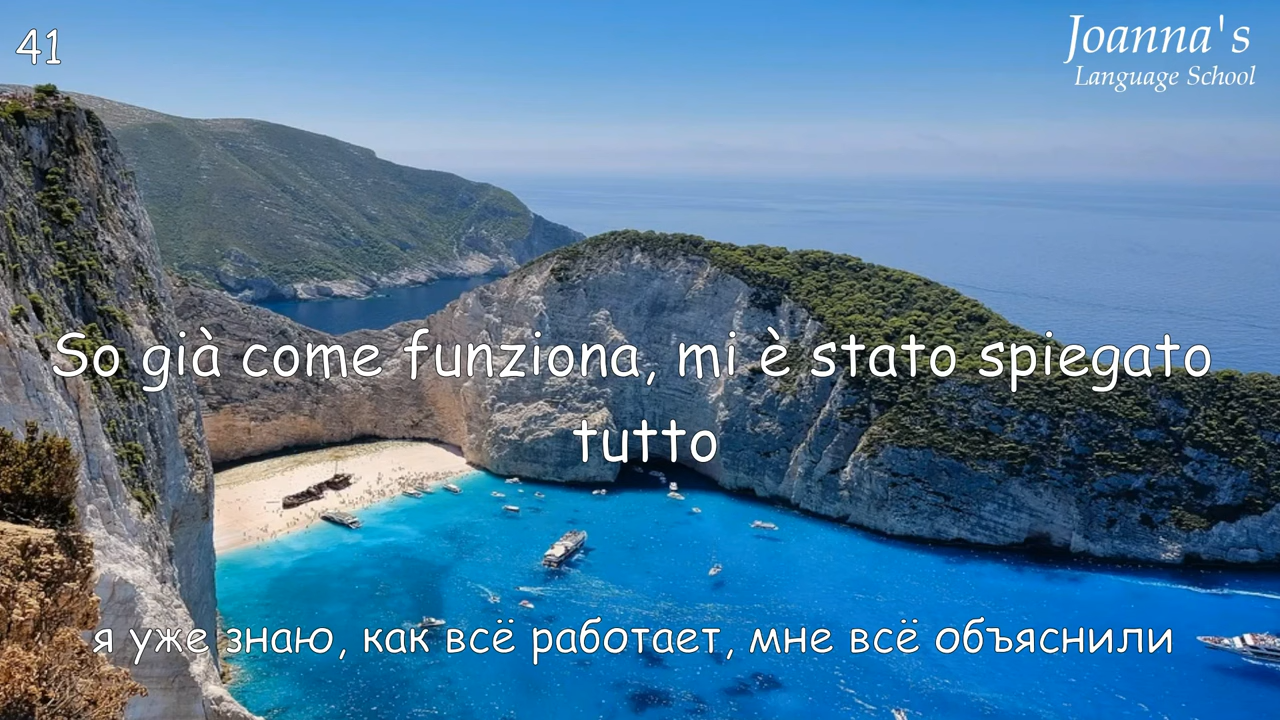 41
Joanna's
Language School
So già come funziona, mi è stato spiegato
tutto
я уже знаю, как всё работает, мне всё объяснили